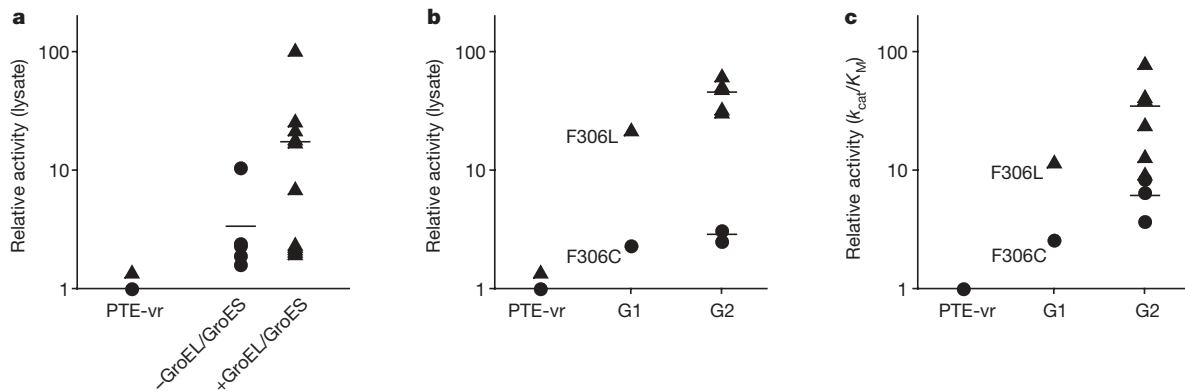 a
Relative activity (lysate)
100
10
1
PTE-vr
–GroEL/GroES
+GroEL/GroES
b
Relative activity (lysate)
100
10
1
F306L
F306C
PTE-vr
G1
G2
c
Relative activity (kcat/KM)
100
10
1
F306L
F306C
PTE-vr
G1
G2